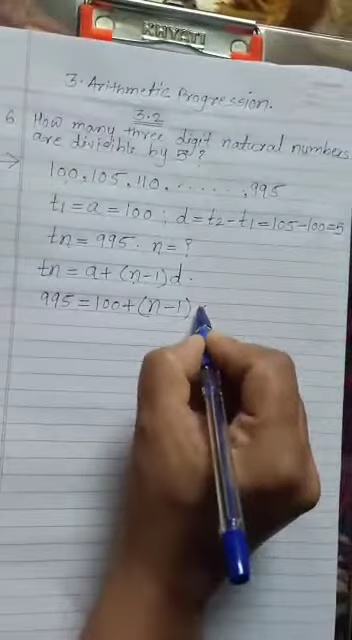 KHYATI
3. Arithmetic Progression.
3.2
6 How many three digit natural numbers
are divisible by 5?
→ 100, 105, 110, ......, 995
t1 = a = 100 ; d = t2 - t1 = 105 - 100 = 5
tn = 995. n = ?
tn = a + (n-1)d.
995 = 100 + (n-1)